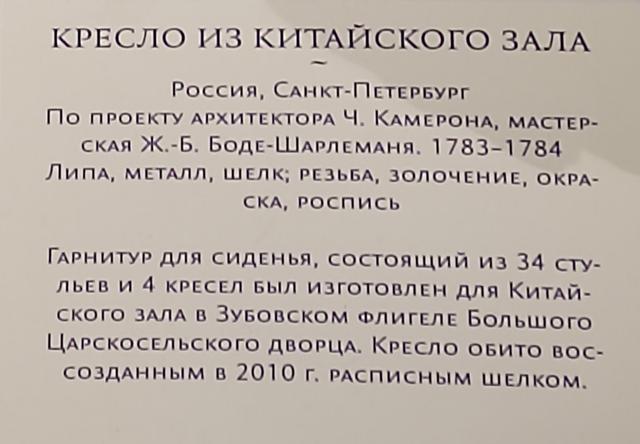 КРЕСЛО ИЗ КИТАЙСКОГО ЗАЛА
~
РОССИЯ, САНКТ-ПЕТЕРБУРГ
ПО ПРОЕКТУ АРХИТЕКТОРА Ч. КАМЕРОНА, МАСТЕР-
СКАЯ Ж.-Б. БОДЕ-ШАРЛЕМАНЯ. 1783–1784
ЛИПА, МЕТАЛЛ, ШЕЛК; РЕЗЬБА, ЗОЛОЧЕНИЕ, ОКРА-
СКА, РОСПИСЬ
ГАРНИТУР ДЛЯ СИДЕНЬЯ, СОСТОЯЩИЙ ИЗ 34 СТУ-
ЛЬЕВ И 4 КРЕСЕЛ БЫЛ ИЗГОТОВЛЕН ДЛЯ КИТАЙ-
СКОГО ЗАЛА В ЗУБОВСКОМ ФЛИГЕЛЕ БОЛЬШОГО
ЦАРСКОСЕЛЬСКОГО ДВОРЦА. КРЕСЛО ОБИТО ВОС-
СОЗДАННЫМ В 2010 Г. РАСПИСНЫМ ШЕЛКОМ.